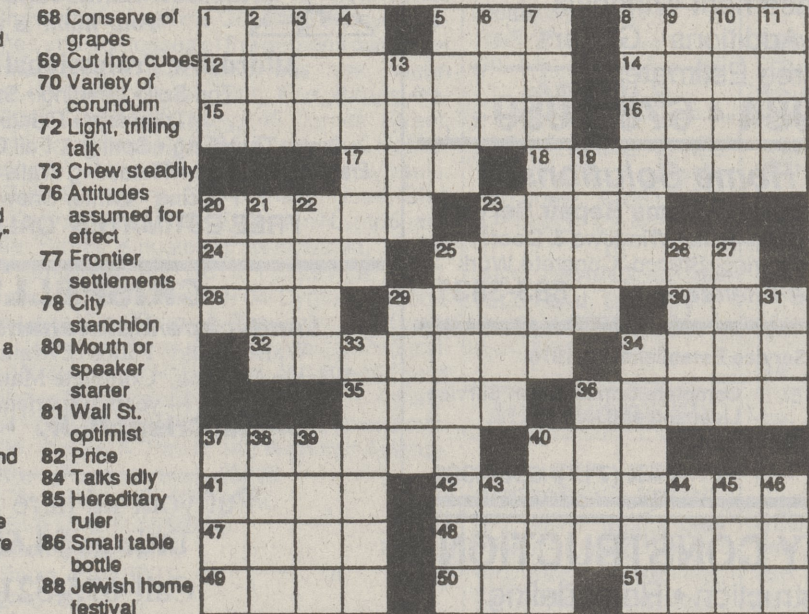 68 Conserve of
grapes
69 Cut Into cubes
70 Variety of
corundum
72 Light, trifling
talk
73 Chew steadily
76 Attitudes
assumed for
effect
77 Frontier
settlements
78 City
stanchion
80 Mouth or
speaker
starter
81 Wall St.
optimist
82 Price
84 Talks idly
85 Hereditary
ruler
86 Small table
bottle
88 Jewish home
festival
1 2 3 4 5 6 7 8 9 10 11
12 13 14
15 16
17 18 19
20 21 22 23
24 25 26 27
28 29 30 31
32 33 34
35 36
37 38 39 40
41 42 43 44 45 46
47 48
49 50 51